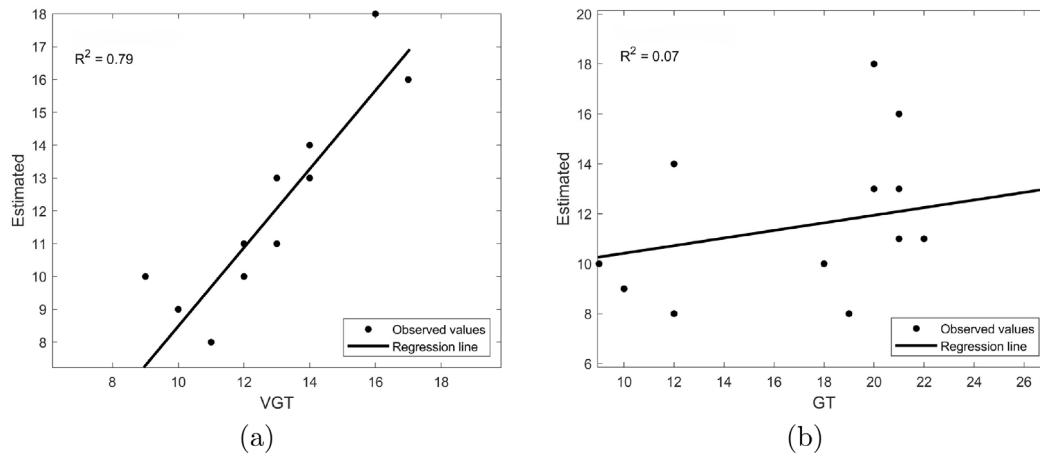 18
17
16
15
14
13
12
11
10
9
8
R² = 0.79
Estimated
Observed values
Regression line
8 10 12 14 16 18
VGT
(a)
20
18
16
14
12
10
8
6
R² = 0.07
Estimated
Observed values
Regression line
10 12 14 16 18 20 22 24 26
GT
(b)